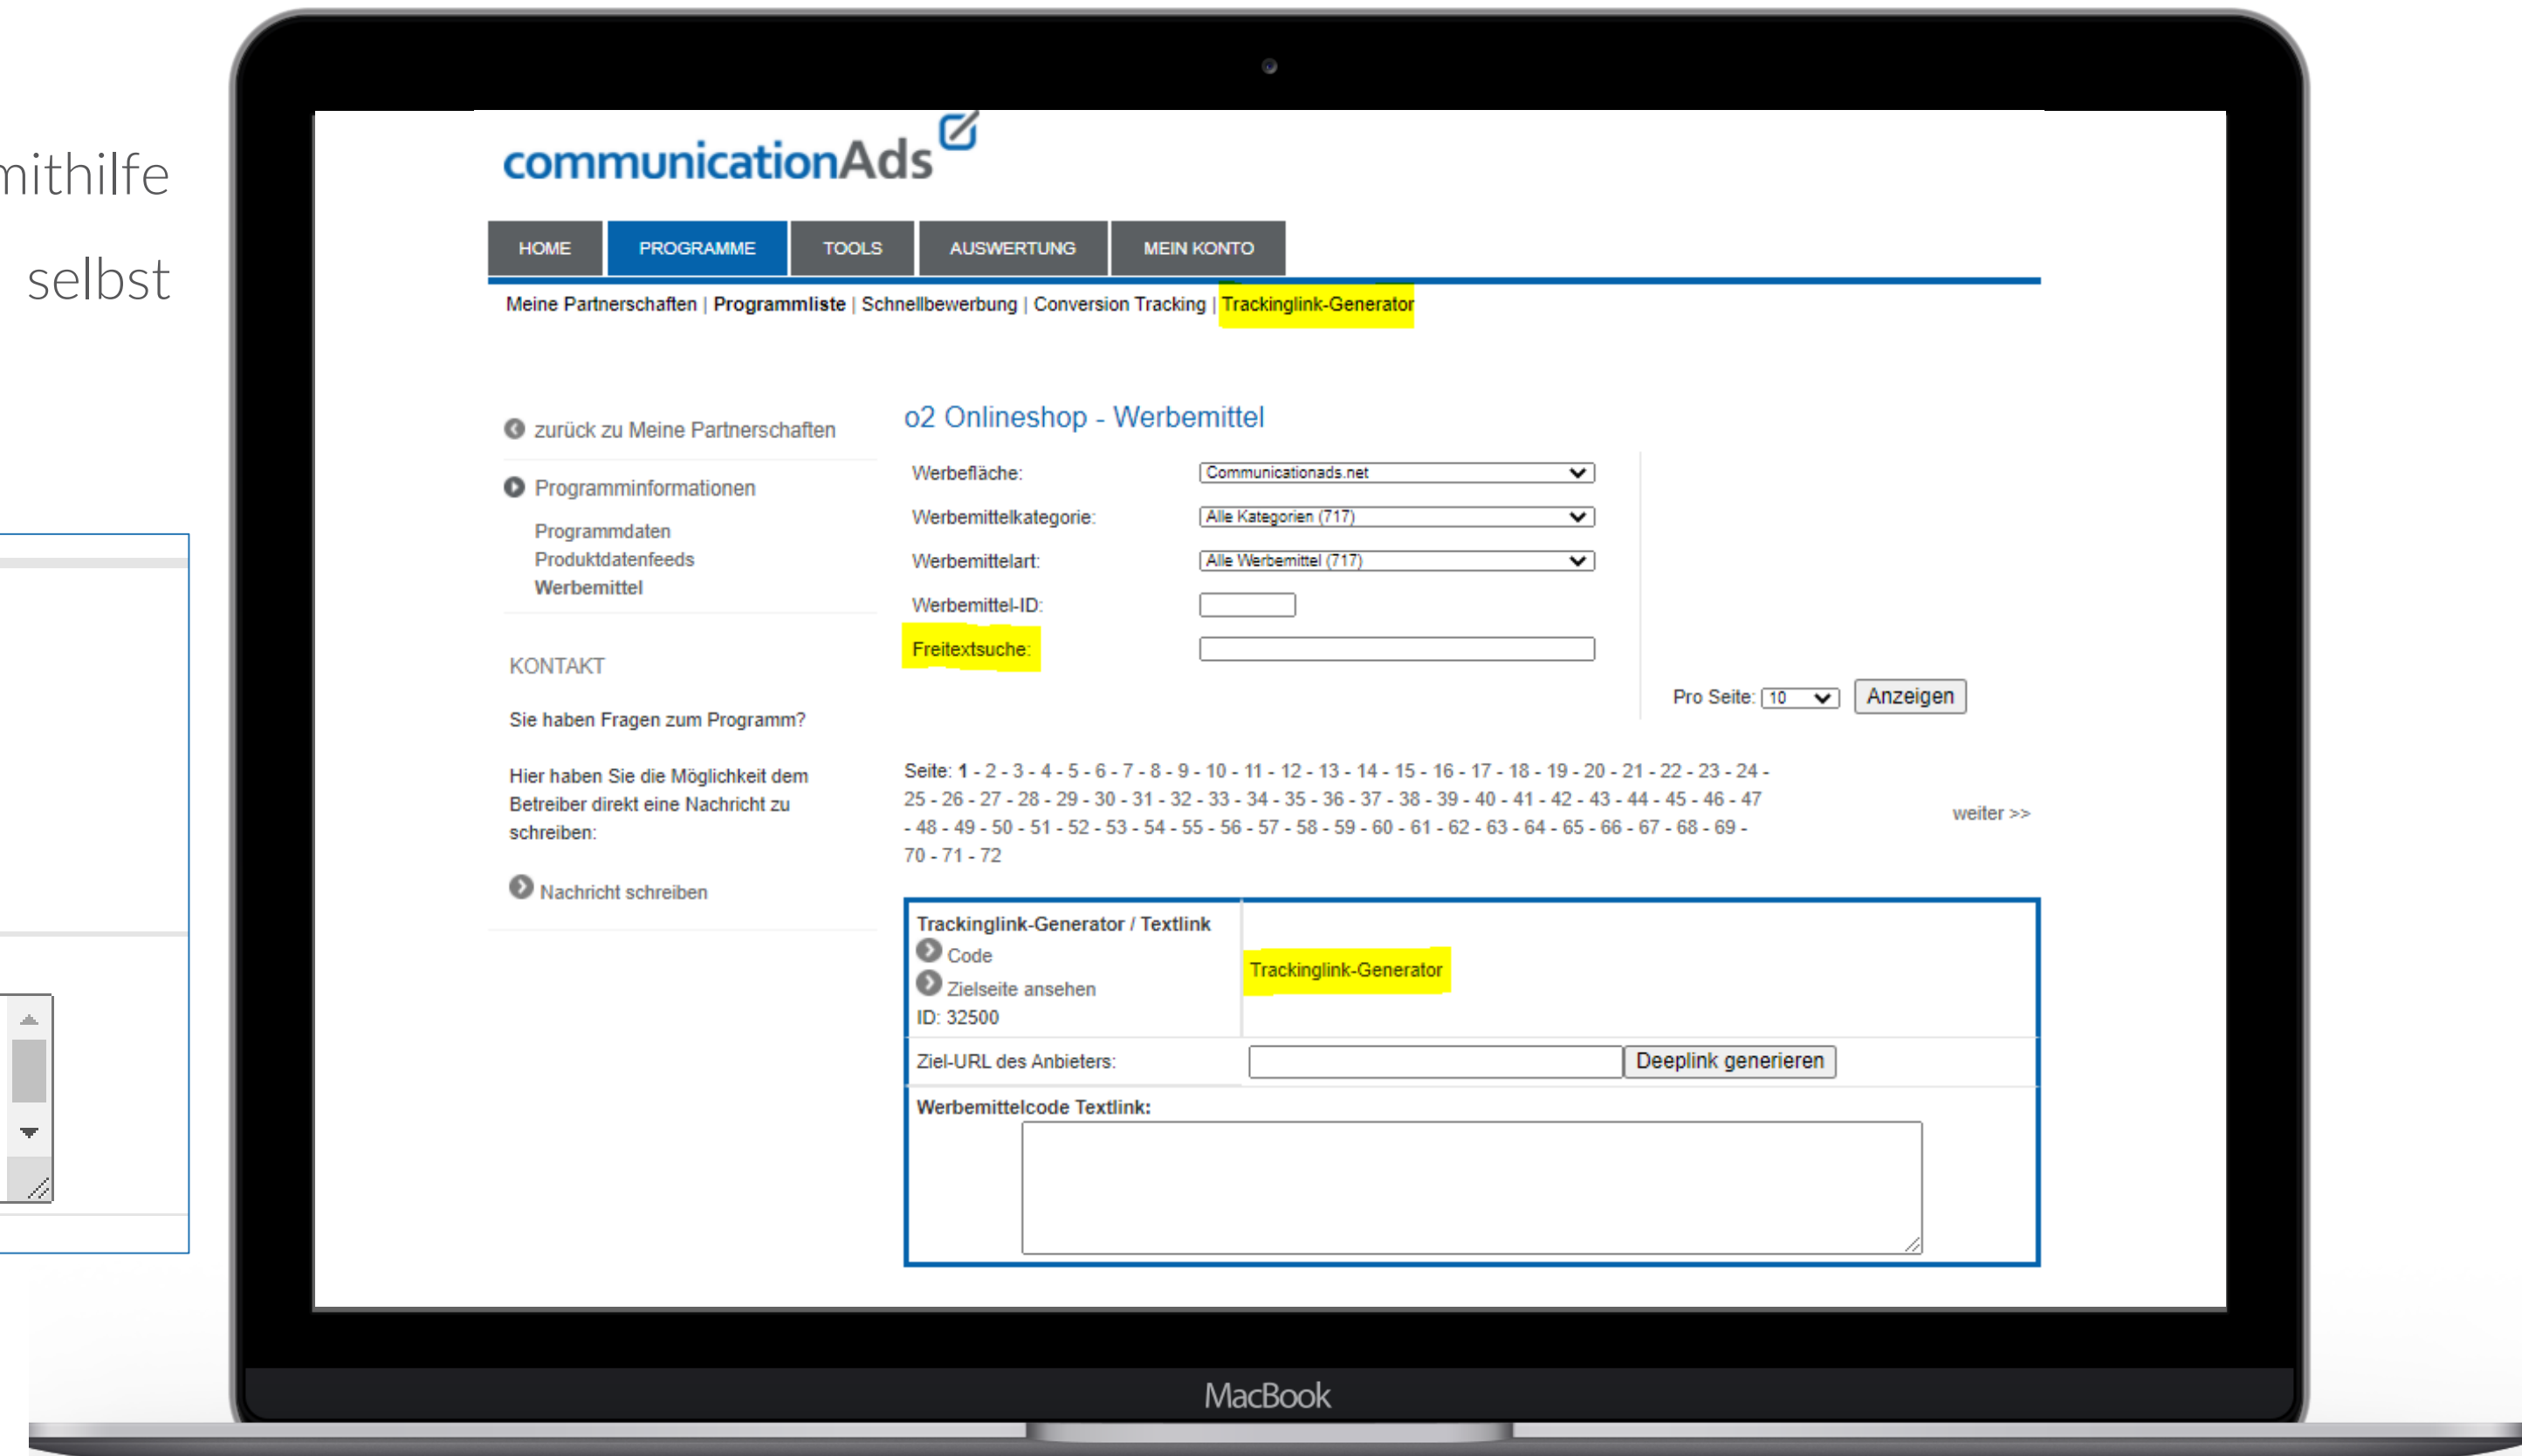 selbst
communicationAds
HOME PROGRAMME TOOLS AUSWERTUNG MEIN KONTO
Meine Partnerschaften | Programmliste | Schnellbewerbung | Conversion Tracking | Trackinglink-Generator
zurück zu Meine Partnerschaften
Programminformationen
Programmdaten
Produktdatenfeeds
Werbemittel
KONTAKT
Sie haben Fragen zum Programm?
Hier haben Sie die Möglichkeit dem
Betreiber direkt eine Nachricht zu
schreiben:
Nachricht schreiben
o2 Onlineshop - Werbemittel
Werbefläche: Communicationads.net
Werbemittelkategorie: Alle Kategorien (717)
Werbemittelart: Alle Werbemittel (717)
Werbemittel-ID:
Freitextsuche:
Pro Seite: 10 Anzeigen
Seite: 1 - 2 - 3 - 4 - 5 - 6 - 7 - 8 - 9 - 10 - 11 - 12 - 13 - 14 - 15 - 16 - 17 - 18 - 19 - 20 - 21 - 22 - 23 - 24 -
25 - 26 - 27 - 28 - 29 - 30 - 31 - 32 - 33 - 34 - 35 - 36 - 37 - 38 - 39 - 40 - 41 - 42 - 43 - 44 - 45 - 46 - 47
- 48 - 49 - 50 - 51 - 52 - 53 - 54 - 55 - 56 - 57 - 58 - 59 - 60 - 61 - 62 - 63 - 64 - 65 - 66 - 67 - 68 - 69 -
70 - 71 - 72
weiter >>
Trackinglink-Generator / Textlink
Code
Zielseite ansehen
ID: 32500
Trackinglink-Generator
Ziel-URL des Anbieters: Deeplink generieren
Werbemittelcode Textlink:
MacBook